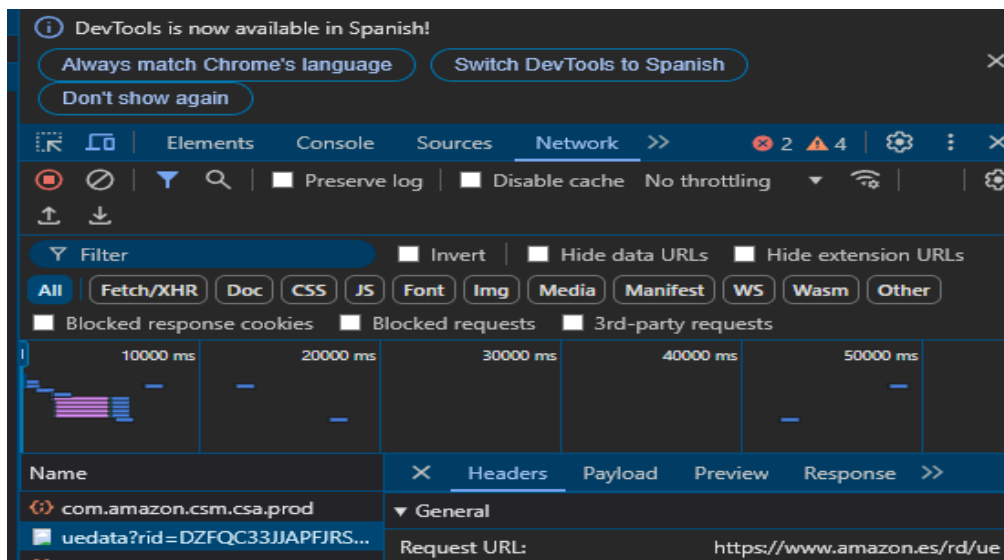 DevTools is now available in Spanish!
Always match Chrome's language Switch DevTools to Spanish
Don't show again
Elements Console Sources Network 2 4
Preserve log Disable cache No throttling
Filter Invert Hide data URLs Hide extension URLs
All Fetch/XHR Doc CSS JS Font Img Media Manifest WS Wasm Other
Blocked response cookies Blocked requests 3rd-party requests
10000 ms 20000 ms 30000 ms 40000 ms 50000 ms
Name Headers Payload Preview Response
com.amazon.csm.csa.prod General
uedata?rid=DZFQC33JJAPFJRS... Request URL: https://www.amazon.es/rd/ue